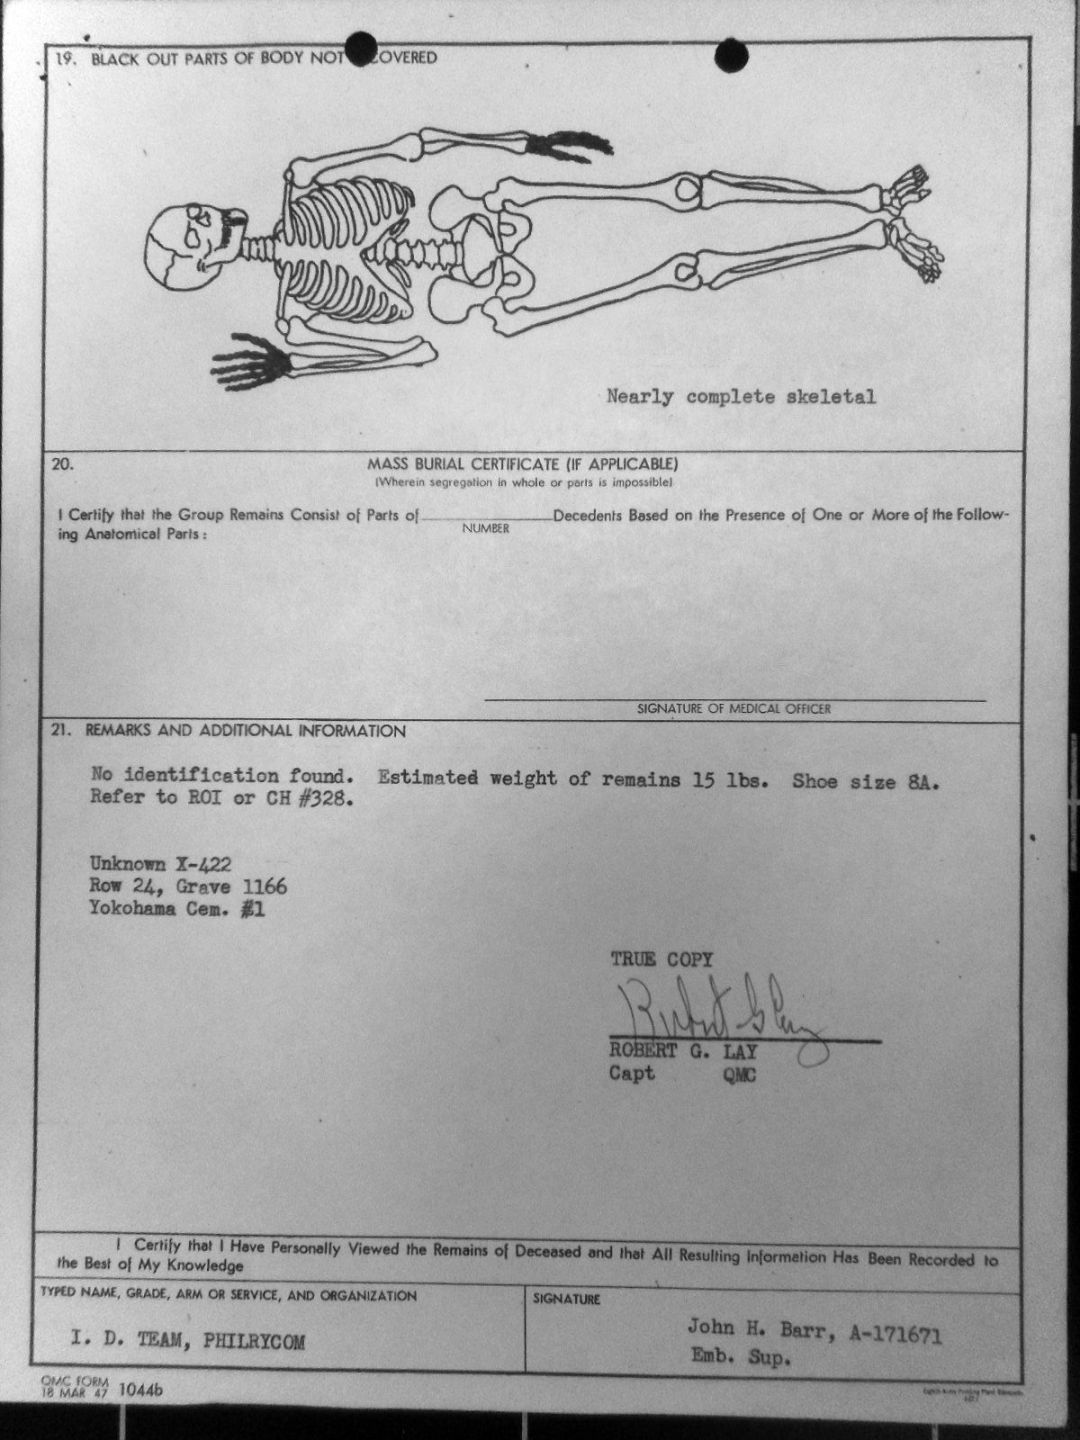 19. BLACK OUT PARTS OF BODY NOT COVERED
Nearly complete skeletal
20. MASS BURIAL CERTIFICATE (IF APPLICABLE)
(Wherein segregation in whole or parts is impossible)
I Certify that the Group Remains Consist of Parts of Decedents Based on the Presence of One or More of the Follow-
NUMBER
ing Anatomical Parts:
SIGNATURE OF MEDICAL OFFICER
21. REMARKS AND ADDITIONAL INFORMATION
No identification found. Estimated weight of remains 15 lbs. Shoe size 8A.
Refer to ROI or CH #328.
Unknown X-422
Row 24, Grave 1166
Yokohama Cem. #1
TRUE COPY
Robert G Lay
ROBERT G. LAY
Capt QMC
I Certify that I Have Personally Viewed the Remains of Deceased and that All Resulting Information Has Been Recorded to
the Best of My Knowledge
TYPED NAME, GRADE, ARM OR SERVICE, AND ORGANIZATION
SIGNATURE
I. D. TEAM, PHILRYCOM
John H. Barr, A-171671
Emb. Sup.
QMC FORM
18 MAR 47 1044b